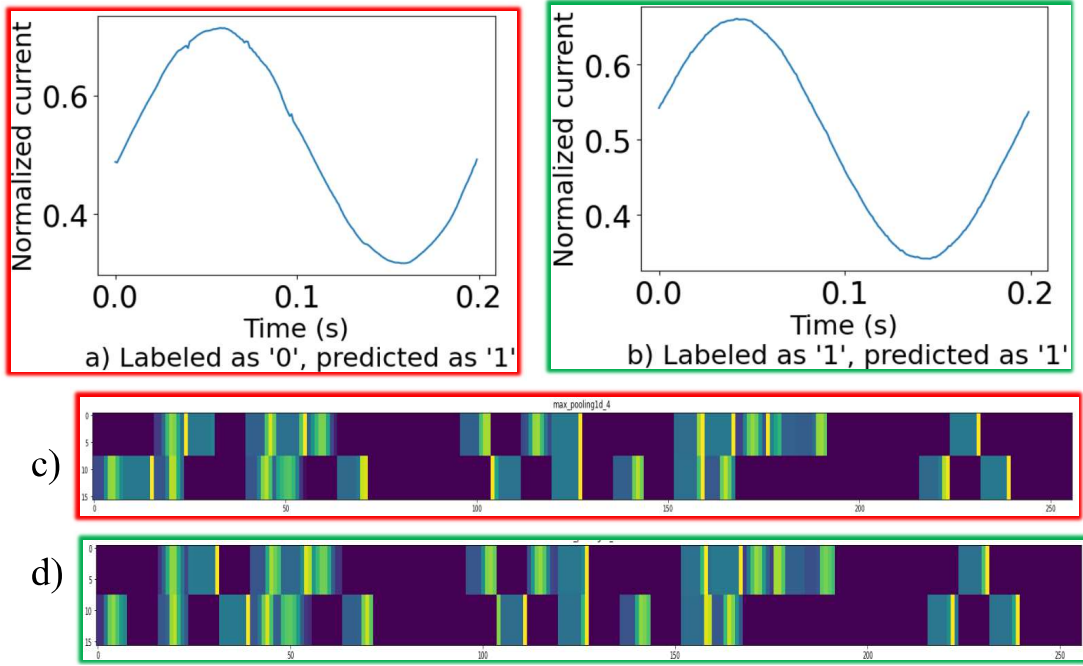 Normalized current
0.6
0.4
0.0 0.1 0.2
Time (s)
a) Labeled as '0', predicted as '1'
Normalized current
0.6
0.5
0.4
0.0 0.1 0.2
Time (s)
b) Labeled as '1', predicted as '1'
c)
max_pooling1d_4
0
5
10
15
0 50 100 150 200 250
d)
0
5
10
15
0 50 100 150 200 250